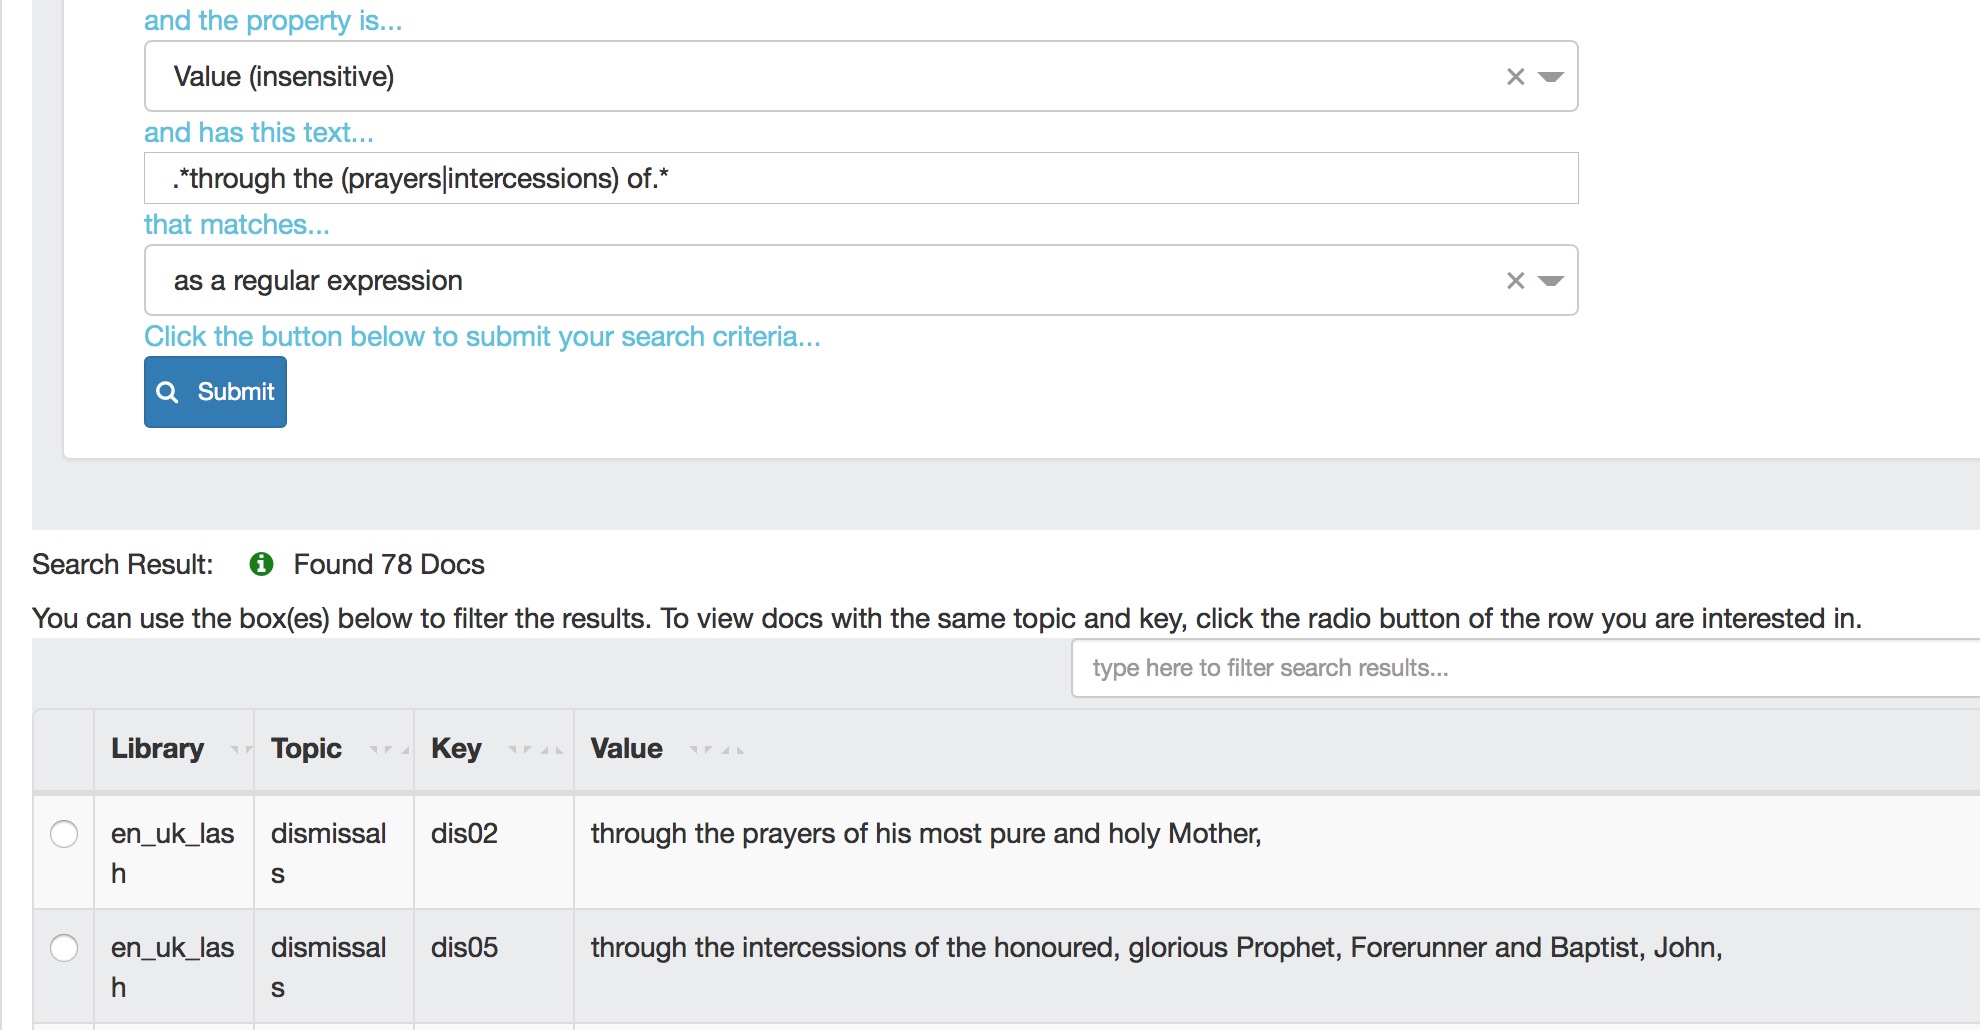 and the property is...
Value (insensitive)
and has this text...
.*through the (prayers|intercessions) of.*
that matches...
as a regular expression
Click the button below to submit your search criteria...
Submit
Search Result: Found 78 Docs
You can use the box(es) below to filter the results. To view docs with the same topic and key, click the radio button of the row you are interested in.
type here to filter search results...
Library Topic Key Value
en_uk_las dismissal dis02 through the prayers of his most pure and holy Mother,
h s
en_uk_las dismissal dis05 through the intercessions of the honoured, glorious Prophet, Forerunner and Baptist, John,
h s